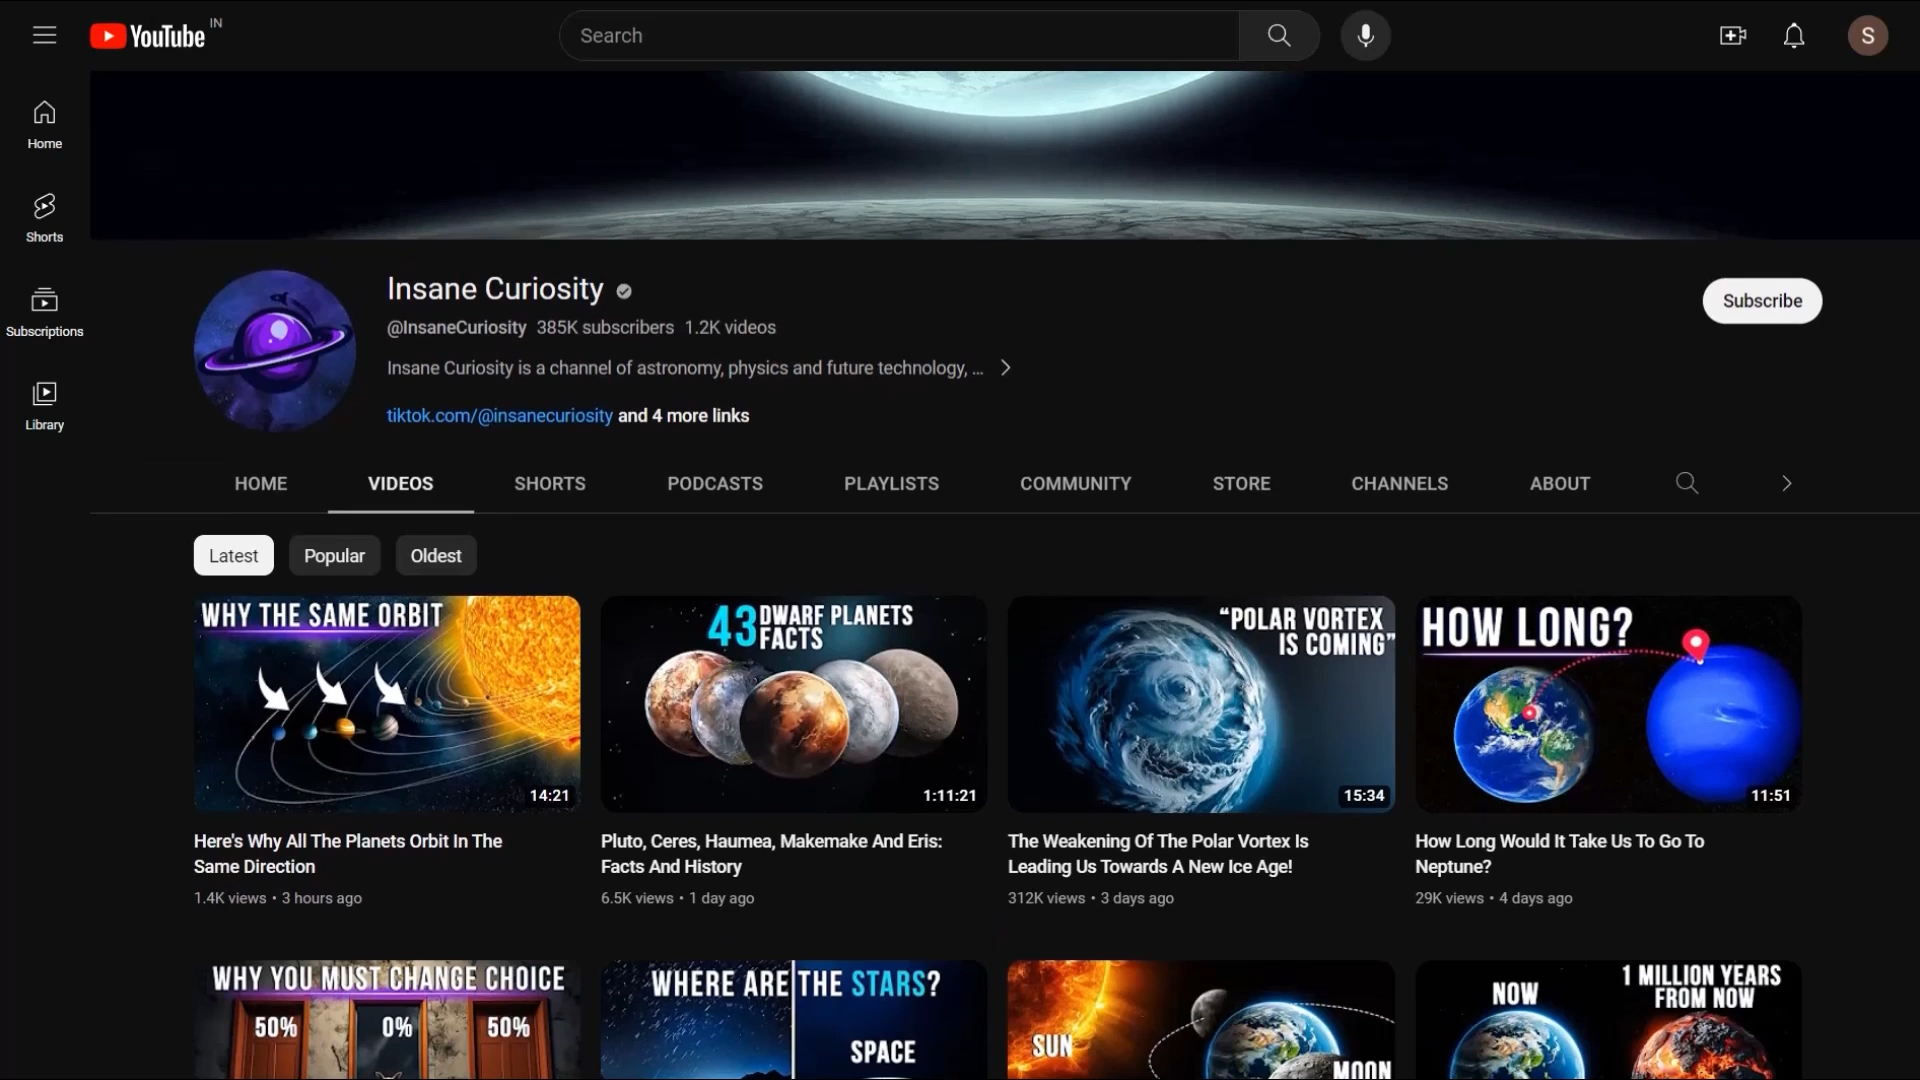 YouTube IN
Search
S
Home
Shorts
Subscriptions
Library
Insane Curiosity
@InsaneCuriosity 385K subscribers 1.2K videos
Insane Curiosity is a channel of astronomy, physics and future technology, ...
tiktok.com/@insanecuriosity and 4 more links
Subscribe
HOME VIDEOS SHORTS PODCASTS PLAYLISTS COMMUNITY STORE CHANNELS ABOUT
Latest Popular Oldest
WHY THE SAME ORBIT
14:21
Here's Why All The Planets Orbit In The
Same Direction
1.4K views • 3 hours ago
43 DWARF PLANETS
FACTS
1:11:21
Pluto, Ceres, Haumea, Makemake And Eris:
Facts And History
6.5K views • 1 day ago
“POLAR VORTEX
IS COMING”
15:34
The Weakening Of The Polar Vortex Is
Leading Us Towards A New Ice Age!
312K views • 3 days ago
HOW LONG?
11:51
How Long Would It Take Us To Go To
Neptune?
29K views • 4 days ago
WHY YOU MUST CHANGE CHOICE
50% 0% 50%
WHERE ARE THE STARS?
SPACE
SUN
MOON
NOW
1 MILLION YEARS
FROM NOW